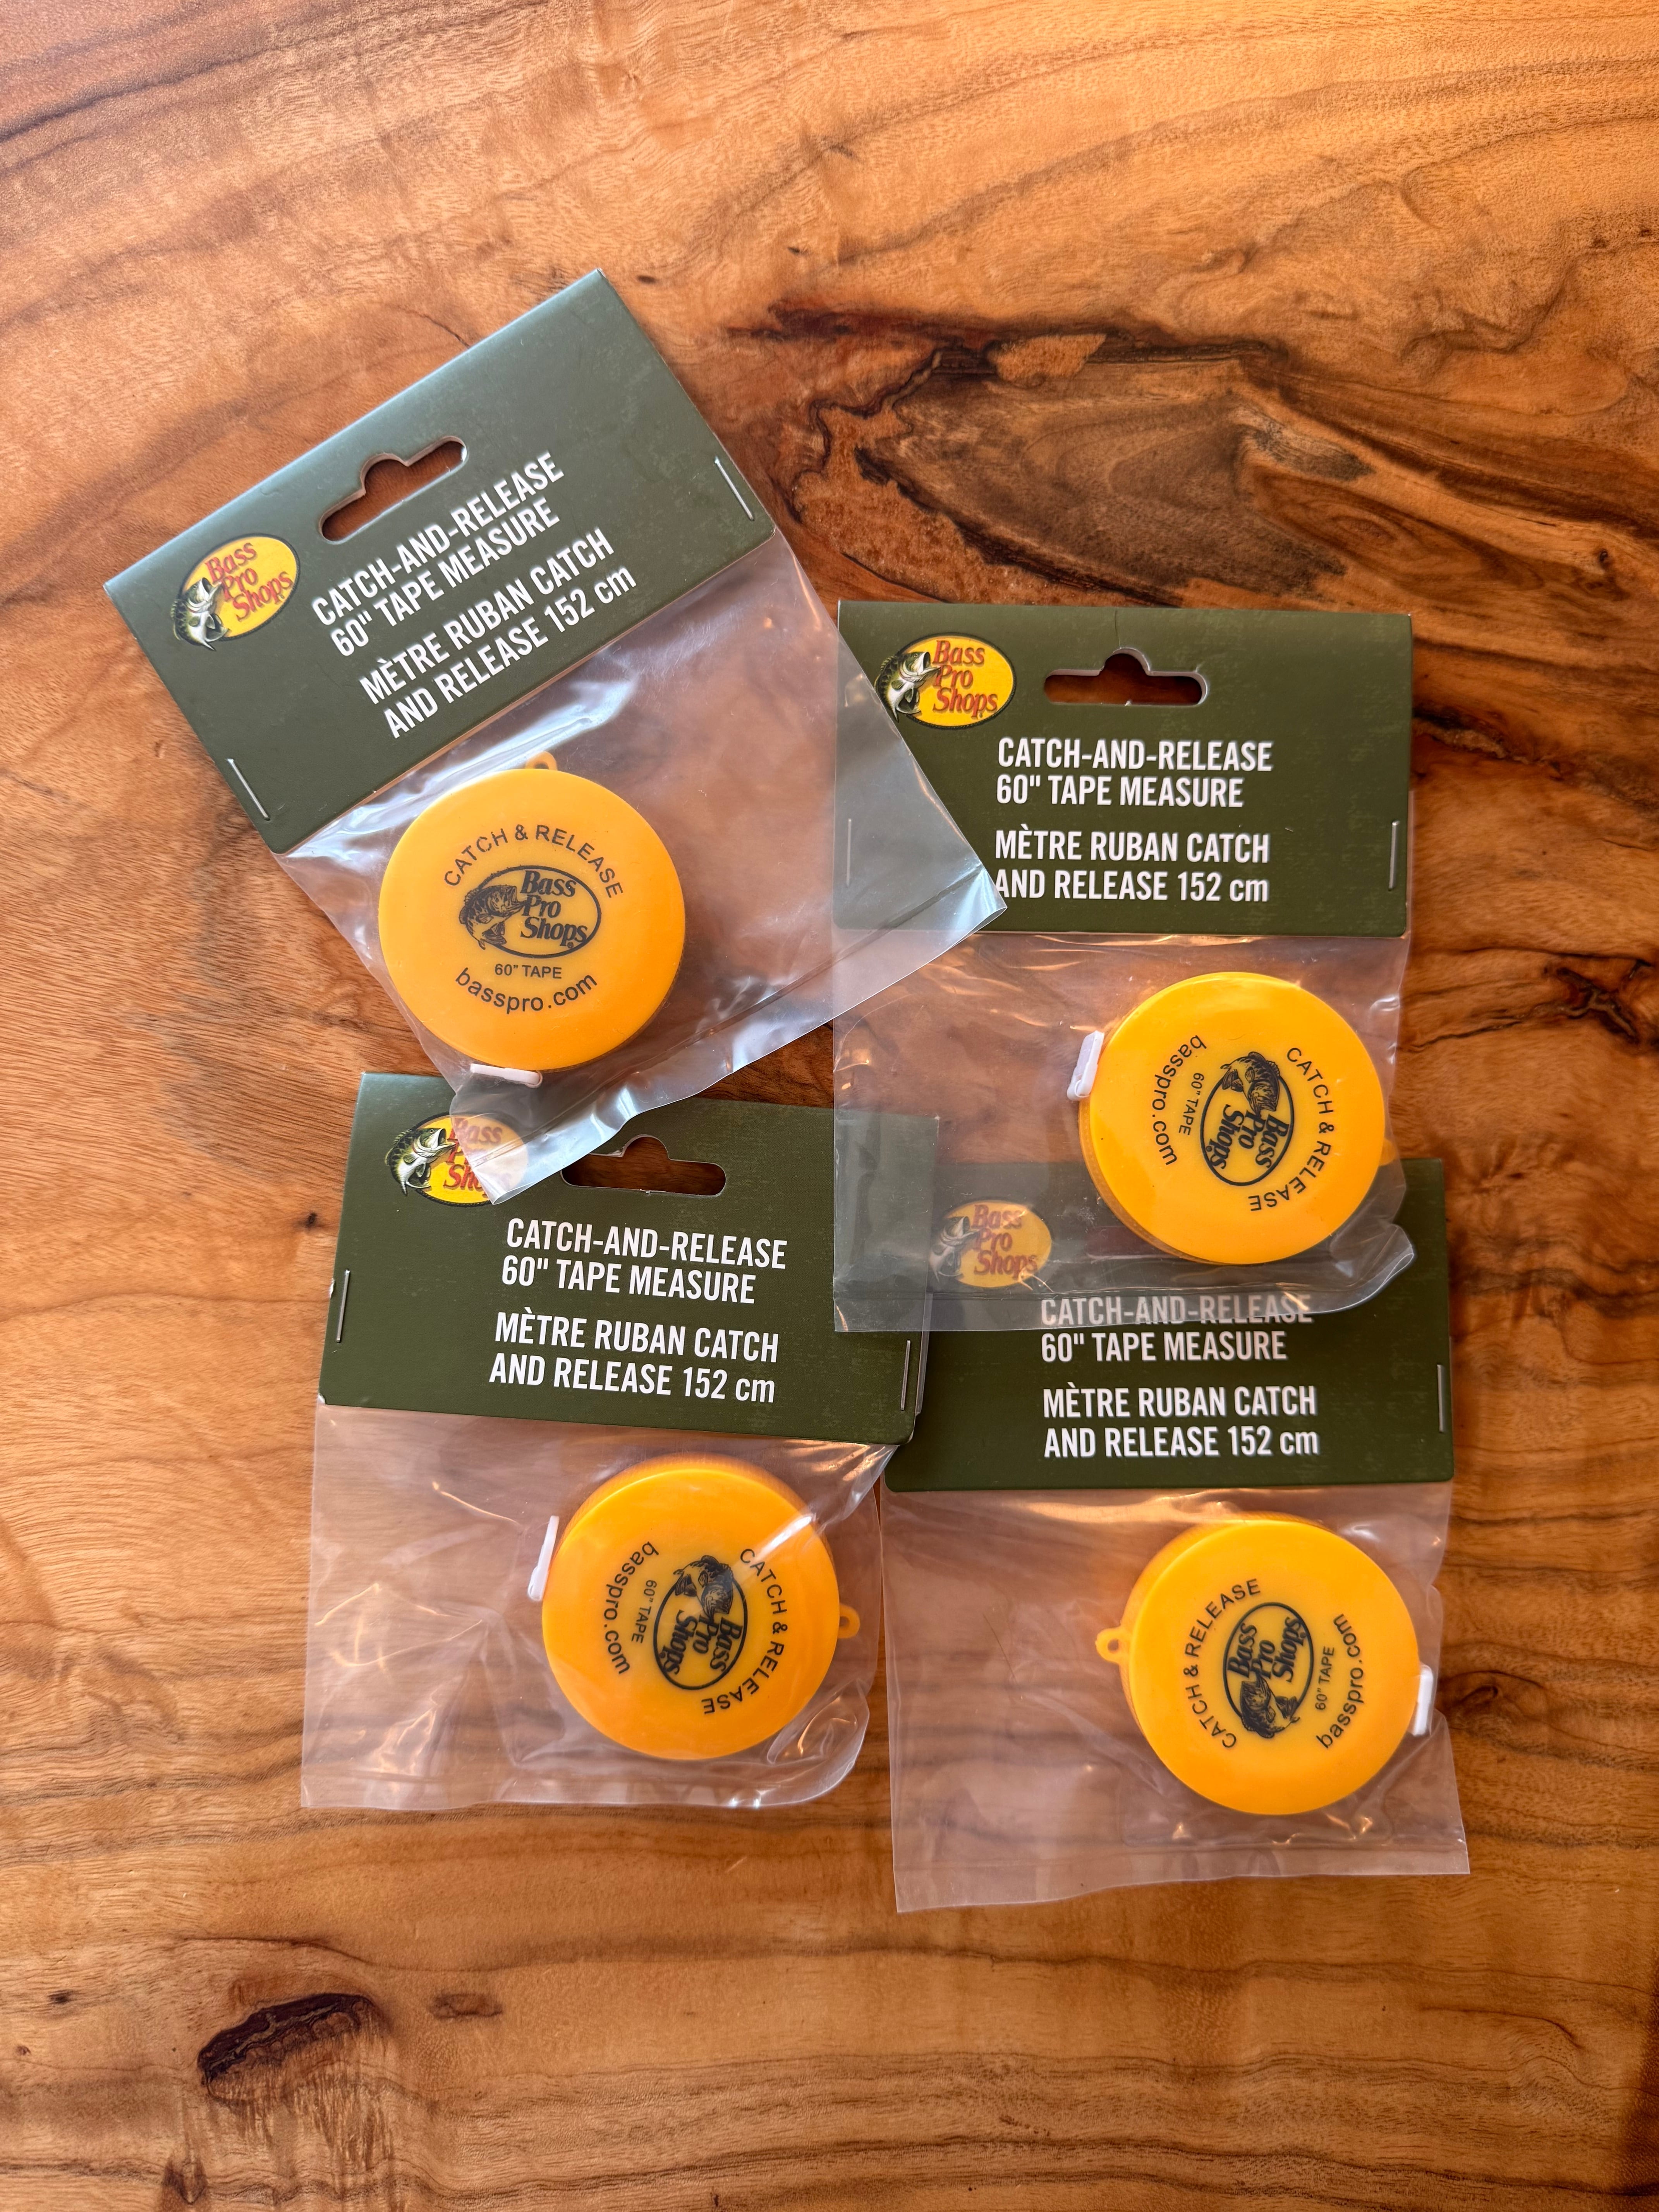 Bass
Pro
Shops
CATCH-AND-RELEASE
60" TAPE MEASURE
MÈTRE RUBAN CATCH
AND RELEASE 152 cm
CATCH & RELEASE
Bass
Pro
Shops
60" TAPE
basspro.com
Bass
Pro
Shops
CATCH-AND-RELEASE
60" TAPE MEASURE
MÈTRE RUBAN CATCH
AND RELEASE 152 cm
CATCH & RELEASE
Bass
Pro
Shops
60" TAPE
basspro.com
Bass
Pro
Shops
CATCH-AND-RELEASE
60" TAPE MEASURE
MÈTRE RUBAN CATCH
AND RELEASE 152 cm
CATCH & RELEASE
Bass
Pro
Shops
60" TAPE
basspro.com
Bass
Pro
Shops
CATCH-AND-RELEASE
60" TAPE MEASURE
MÈTRE RUBAN CATCH
AND RELEASE 152 cm
CATCH & RELEASE
Bass
Pro
Shops
60" TAPE
basspro.com